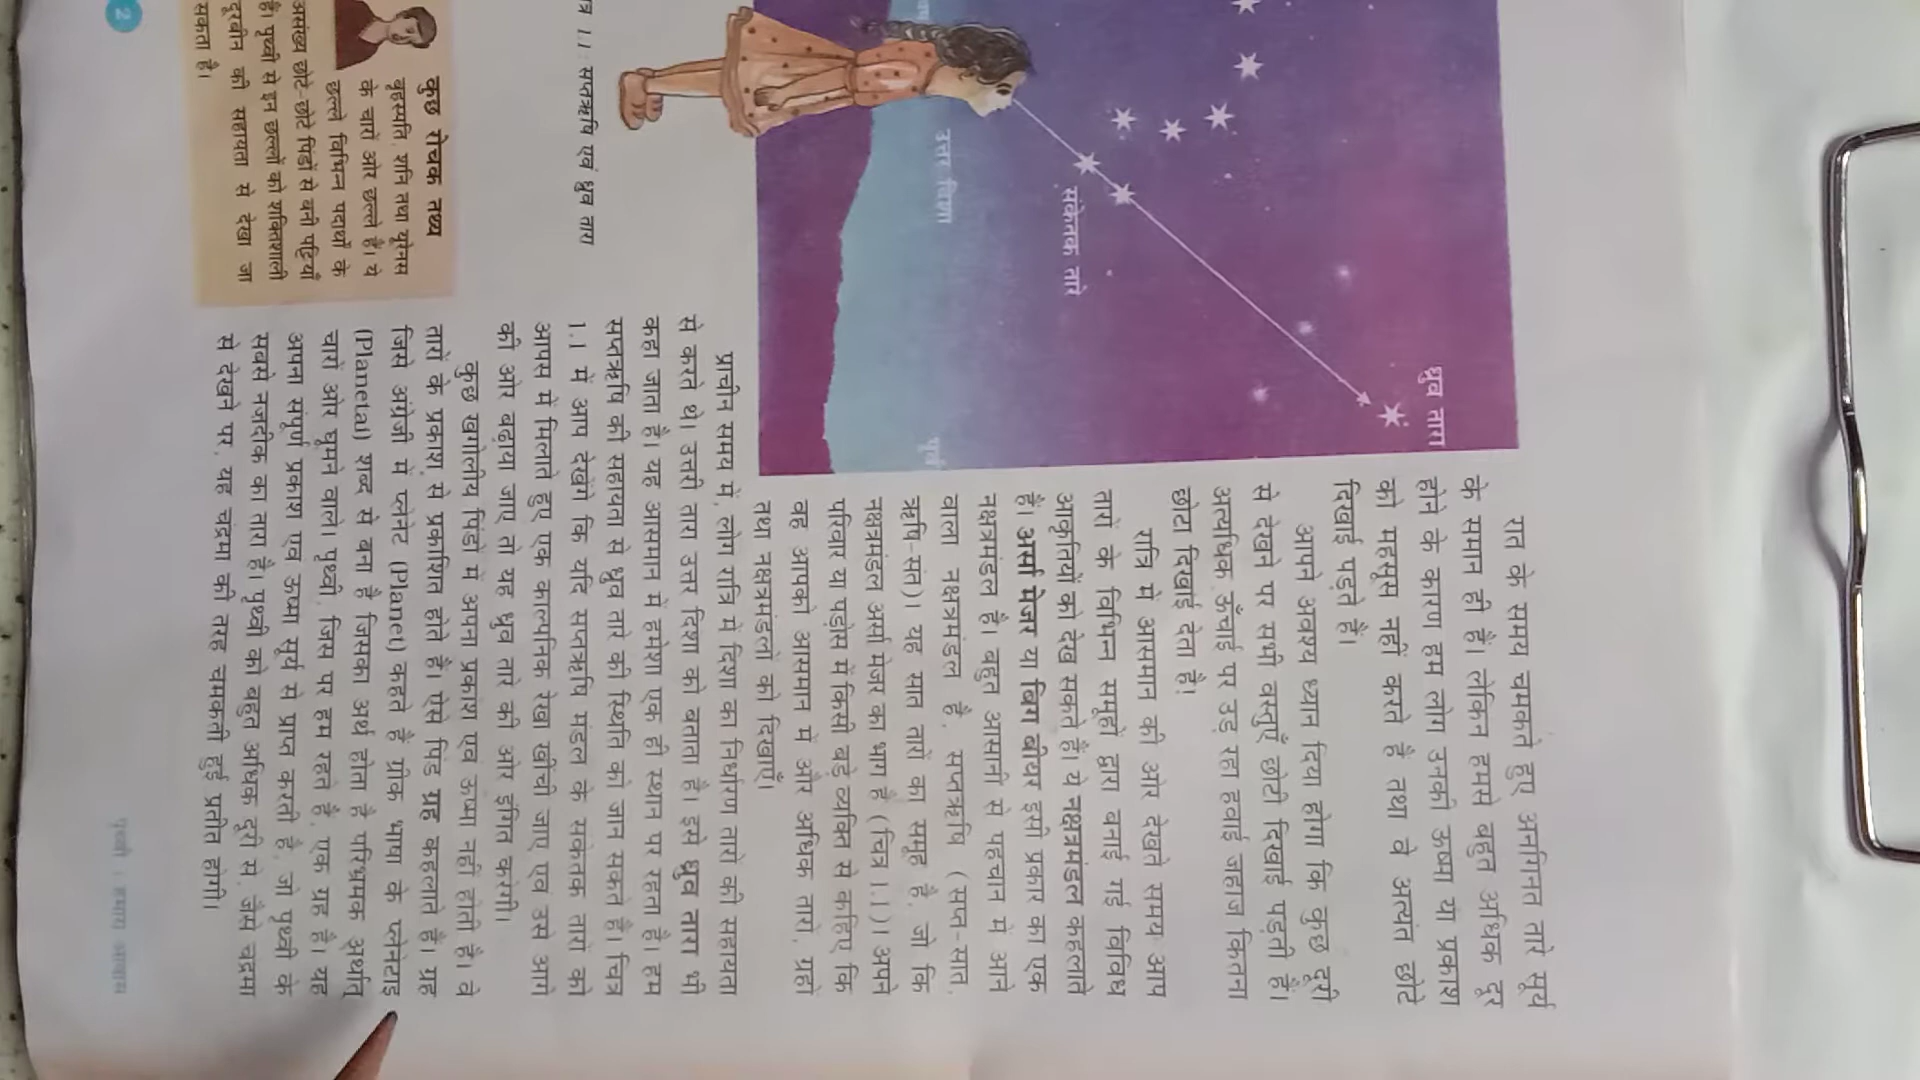 रात के समय चमकते हुए अनगिनत तारे सूर्य
के समान ही हैं। लेकिन हमसे बहुत अधिक दूर
होने के कारण हम लोग उनकी ऊष्मा या प्रकाश
को महसूस नहीं करते हैं तथा वे अत्यंत छोटे
दिखाई पड़ते हैं।
आपने अवश्य ध्यान दिया होगा कि कुछ दूरी
से देखने पर सभी वस्तुएँ छोटी दिखाई पड़ती हैं।
अत्यधिक ऊँचाई पर उड़ रहा हवाई जहाज कितना
छोटा दिखाई देता है!
रात्रि में आसमान की ओर देखते समय आप
तारों के विभिन्न समूहों द्वारा बनाई गई विविध
आकृतियों को देख सकते हैं। ये नक्षत्रमंडल कहलाते
हैं। अर्सा मेजर या बिग बीयर इसी प्रकार का एक
नक्षत्रमंडल है। बहुत आसानी से पहचान में आने
वाला नक्षत्रमंडल है, सप्तऋषि (सप्त-सात,
ऋषि-संत)। यह सात तारों का समूह है, जो कि
नक्षत्रमंडल अर्सा मेजर का भाग है (चित्र 1.1)। अपने
परिवार या पड़ोस में किसी बड़े व्यक्ति से कहिए कि
वह आपको आसमान में और अधिक तारों, ग्रहों
तथा नक्षत्रमंडलों को दिखाएँ।
ध्रुव तारा
संकेतक तारे
उत्तर दिशा
पूर्व
त्र 1.1 : सप्तऋषि एवं ध्रुव तारा
प्राचीन समय में, लोग रात्रि में दिशा का निर्धारण तारों की सहायता
से करते थे। उत्तरी तारा उत्तर दिशा को बताता है। इसे ध्रुव तारा भी
कहा जाता है। यह आसमान में हमेशा एक ही स्थान पर रहता है। हम
सप्तऋषि की सहायता से ध्रुव तारे की स्थिति को जान सकते हैं। चित्र
1.1 में आप देखेंगे कि यदि सप्तऋषि मंडल के संकेतक तारों को
आपस में मिलाते हुए एक काल्पनिक रेखा खींची जाए एवं उसे आगे
की ओर बढ़ाया जाए तो यह ध्रुव तारे की ओर इंगित करेगी।
कुछ खगोलीय पिंडों में अपना प्रकाश एवं ऊष्मा नहीं होती है। वे
तारों के प्रकाश से प्रकाशित होते हैं। ऐसे पिंड ग्रह कहलाते हैं। ग्रह
जिसे अंग्रेजी में प्लेनेट (Planet) कहते हैं ग्रीक भाषा के प्लेनेटाइ
(Planetai) शब्द से बना है जिसका अर्थ होता है परिभ्रमक अर्थात्
चारों ओर घूमने वाले। पृथ्वी, जिस पर हम रहते हैं, एक ग्रह है। यह
अपना संपूर्ण प्रकाश एवं ऊष्मा सूर्य से प्राप्त करती है, जो पृथ्वी के
सबसे नजदीक का तारा है। पृथ्वी को बहुत अधिक दूरी से, जैसे चंद्रमा
से देखने पर, यह चंद्रमा की तरह चमकती हुई प्रतीत होगी।
कुछ रोचक तथ्य
बृहस्पति, शनि तथा यूरेनस
के चारों ओर छल्ले हैं। ये
छल्ले विभिन्न पदार्थों के
असंख्य छोटे-छोटे पिंडों से बनी पट्टियाँ
हैं। पृथ्वी से इन छल्लों को शक्तिशाली
दूरबीन की सहायता से देखा जा
सकता है।
2
पृथ्वी : हमारा आवास